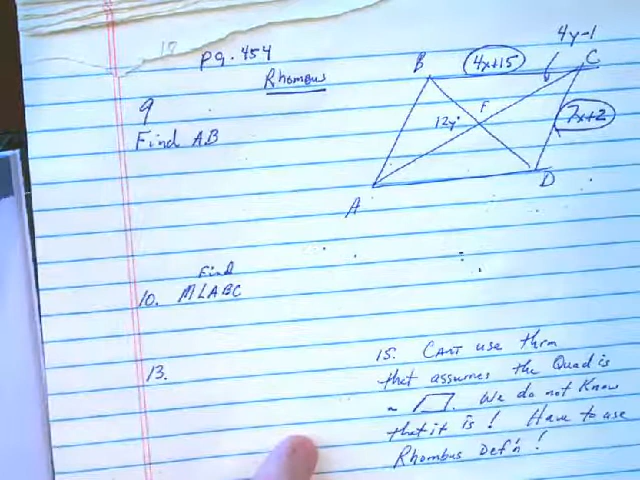 pg. 454
Rhombus
4y-1
B
4x+15
C
9
F
12y°
7x+2
Find AB
D
A
Find
10. M∠ABC
13.
15. CANT use thm
that assumes the Quad is
a ▱. We do not know
that it is! Have to use
Rhombus Def'n!